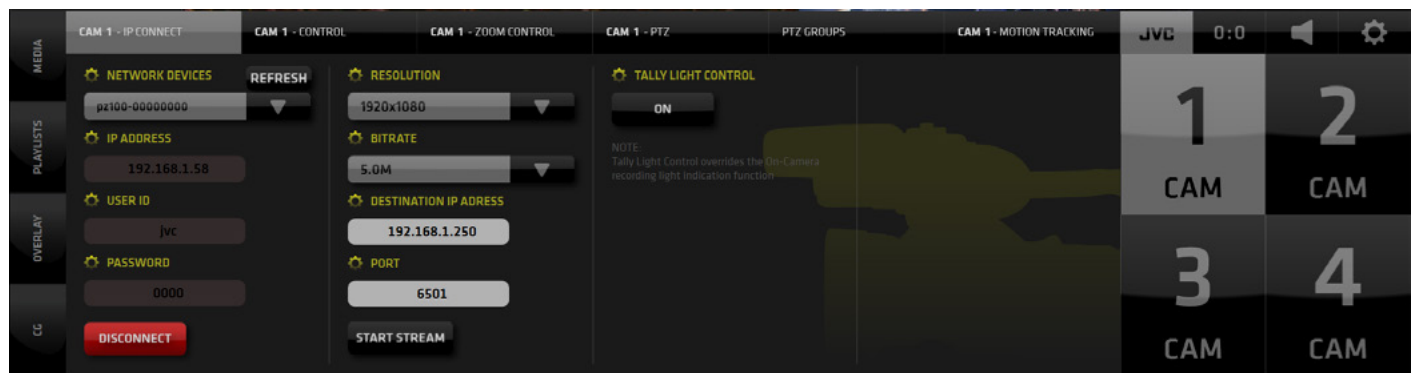 MEDIA
PLAYLISTS
OVERLAY
CG
CAM 1 - IP CONNECT
CAM 1 - CONTROL
CAM 1 - ZOOM CONTROL
CAM 1 - PTZ
PTZ GROUPS
CAM 1 - MOTION TRACKING
JVC
0:0
NETWORK DEVICES
REFRESH
pz100-00000000
IP ADDRESS
192.168.1.58
USER ID
jvc
PASSWORD
0000
DISCONNECT
RESOLUTION
1920x1080
BITRATE
5.0M
DESTINATION IP ADRESS
192.168.1.250
PORT
6501
START STREAM
TALLY LIGHT CONTROL
ON
NOTE:
Tally Light Control overrides the On-Camera
recording light indication function
1
CAM
2
CAM
3
CAM
4
CAM